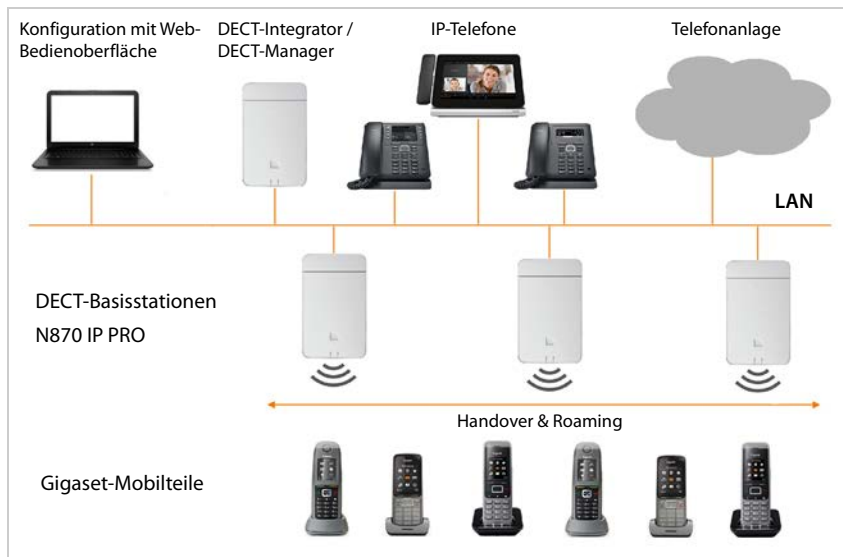 Konfiguration mit Web-
Bedienoberfläche
DECT-Integrator /
DECT-Manager
IP-Telefone
Telefonanlage
LAN
DECT-Basisstationen
N870 IP PRO
Handover & Roaming
Gigaset-Mobilteile